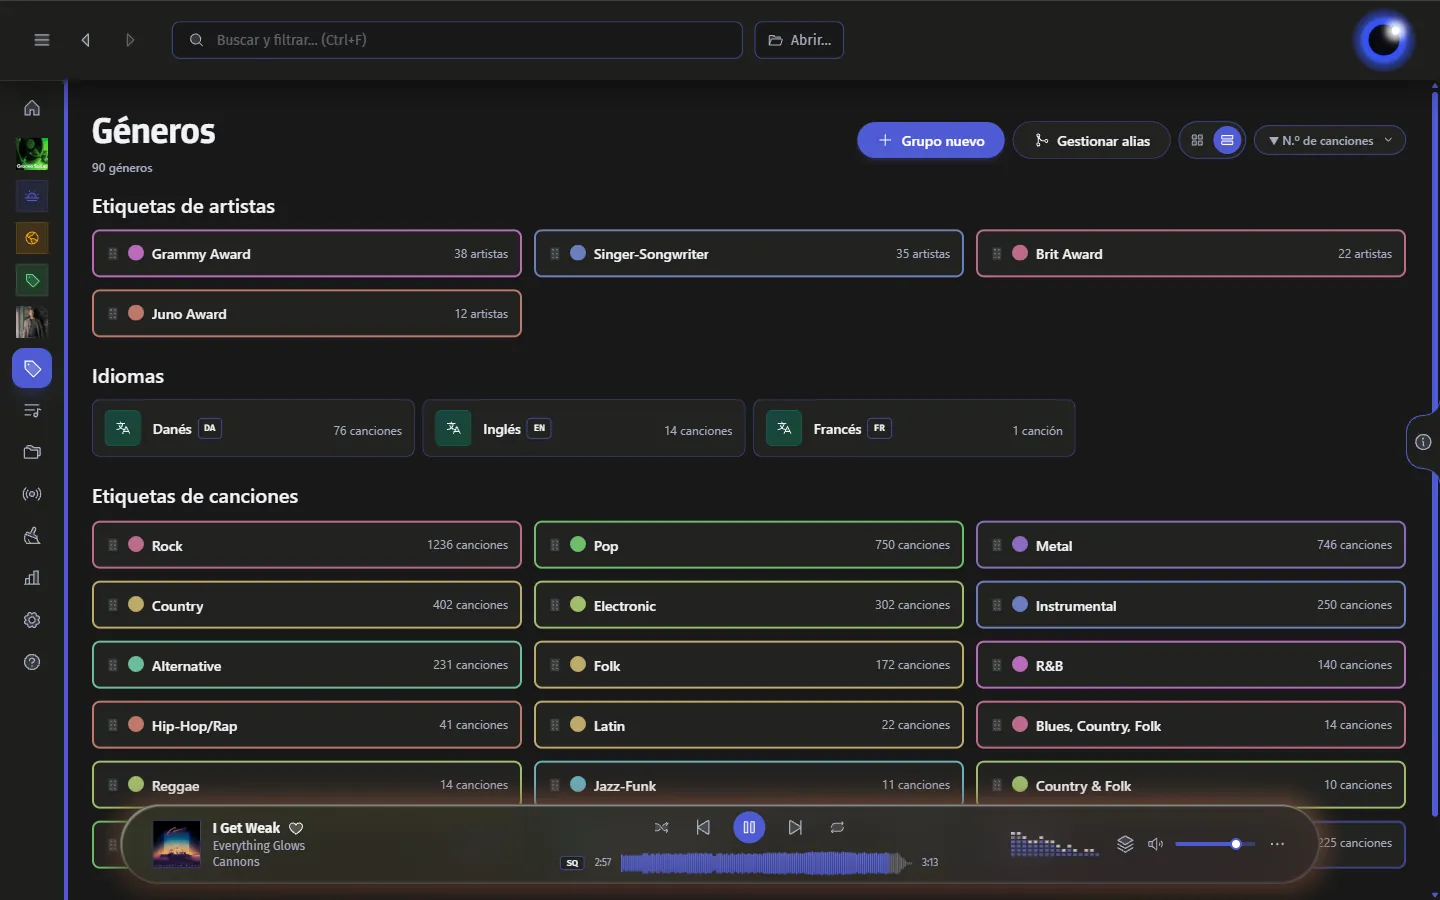 Buscar y filtrar... (Ctrl+F)
Abrir...
Géneros
90 géneros
Grupo nuevo
Gestionar alias
▼ N.º de canciones
Etiquetas de artistas
Grammy Award
38 artistas
Singer-Songwriter
35 artistas
Brit Award
22 artistas
Juno Award
12 artistas
Idiomas
Danés DA
76 canciones
Inglés EN
14 canciones
Francés FR
1 canción
Etiquetas de canciones
Rock
1236 canciones
Pop
750 canciones
Metal
746 canciones
Country
402 canciones
Electronic
302 canciones
Instrumental
250 canciones
Alternative
231 canciones
Folk
172 canciones
R&B
140 canciones
Hip-Hop/Rap
41 canciones
Latin
22 canciones
Blues, Country, Folk
14 canciones
Reggae
14 canciones
Jazz-Funk
11 canciones
Country & Folk
10 canciones
225 canciones
I Get Weak
Everything Glows
Cannons
SQ
2:57
3:13